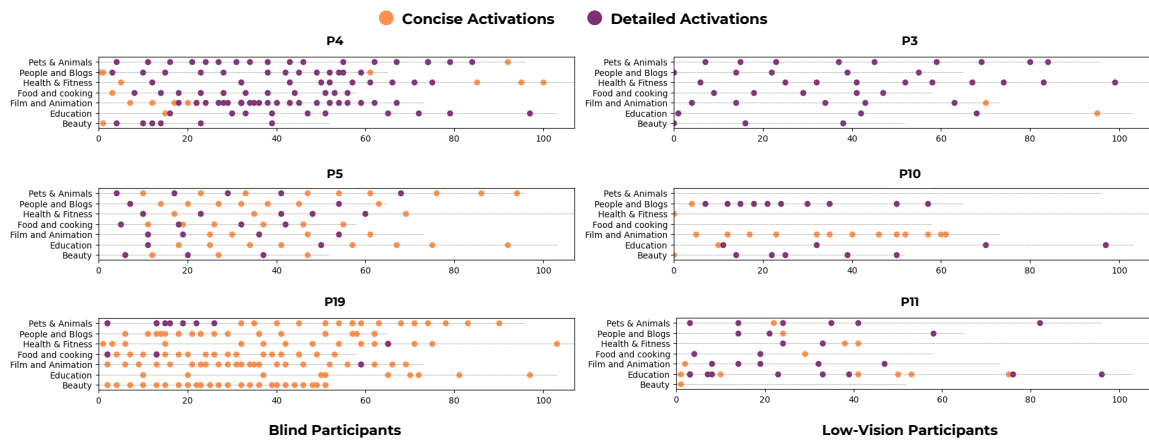 Concise Activations Detailed Activations
P4
Pets & Animals
People and Blogs
Health & Fitness
Food and cooking
Film and Animation
Education
Beauty
0 20 40 60 80 100
P3
Pets & Animals
People and Blogs
Health & Fitness
Food and cooking
Film and Animation
Education
Beauty
0 20 40 60 80 100
P5
Pets & Animals
People and Blogs
Health & Fitness
Food and cooking
Film and Animation
Education
Beauty
0 20 40 60 80 100
P10
Pets & Animals
People and Blogs
Health & Fitness
Food and cooking
Film and Animation
Education
Beauty
0 20 40 60 80 100
P19
Pets & Animals
People and Blogs
Health & Fitness
Food and cooking
Film and Animation
Education
Beauty
0 20 40 60 80 100
P11
Pets & Animals
People and Blogs
Health & Fitness
Food and cooking
Film and Animation
Education
Beauty
0 20 40 60 80 100
Blind Participants
Low-Vision Participants